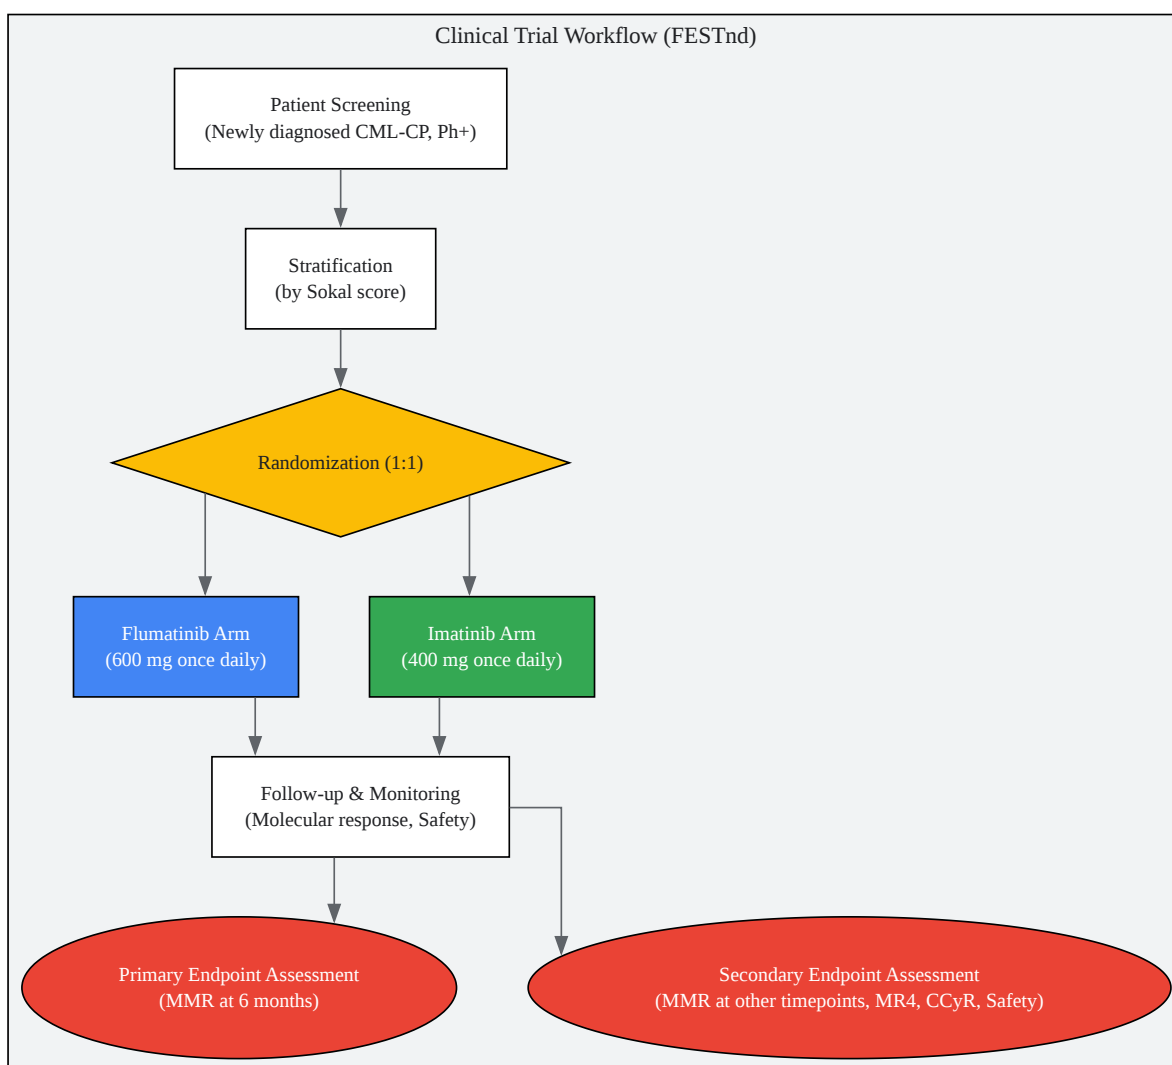 Clinical Trial Workflow (FESTnd)
Patient Screening
(Newly diagnosed CML-CP, Ph+)
Stratification
(by Sokal score)
Randomization (1:1)
Flumatinib Arm
(600 mg once daily)
Imatinib Arm
(400 mg once daily)
Follow-up & Monitoring
(Molecular response, Safety)
Primary Endpoint Assessment
(MMR at 6 months)
Secondary Endpoint Assessment
(MMR at other timepoints, MR4, CCyR, Safety)